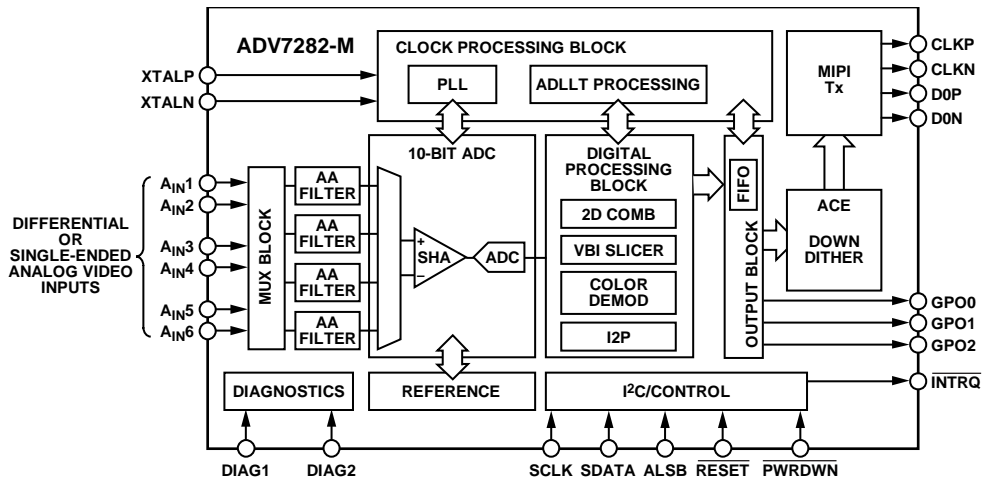 ADV7282-M
CLOCK PROCESSING BLOCK
PLL
ADLLT PROCESSING
XTALP
XTALN
MIPI
Tx
CLKP
CLKN
D0P
D0N
10-BIT ADC
DIGITAL
PROCESSING
BLOCK
2D COMB
VBI SLICER
COLOR
DEMOD
I2P
FIFO
OUTPUT BLOCK
ACE
DOWN
DITHER
DIFFERENTIAL
OR
SINGLE-ENDED
ANALOG VIDEO
INPUTS
AIN1
AIN2
AIN3
AIN4
AIN5
AIN6
MUX BLOCK
AA
FILTER
AA
FILTER
AA
FILTER
AA
FILTER
+
SHA
–
ADC
GPO0
GPO1
GPO2
INTRQ
DIAGNOSTICS
REFERENCE
I2C/CONTROL
DIAG1
DIAG2
SCLK
SDATA
ALSB
RESET
PWRDWN